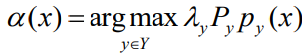 α(x) = arg max λ_y P_y p_y(x)
y∈Y